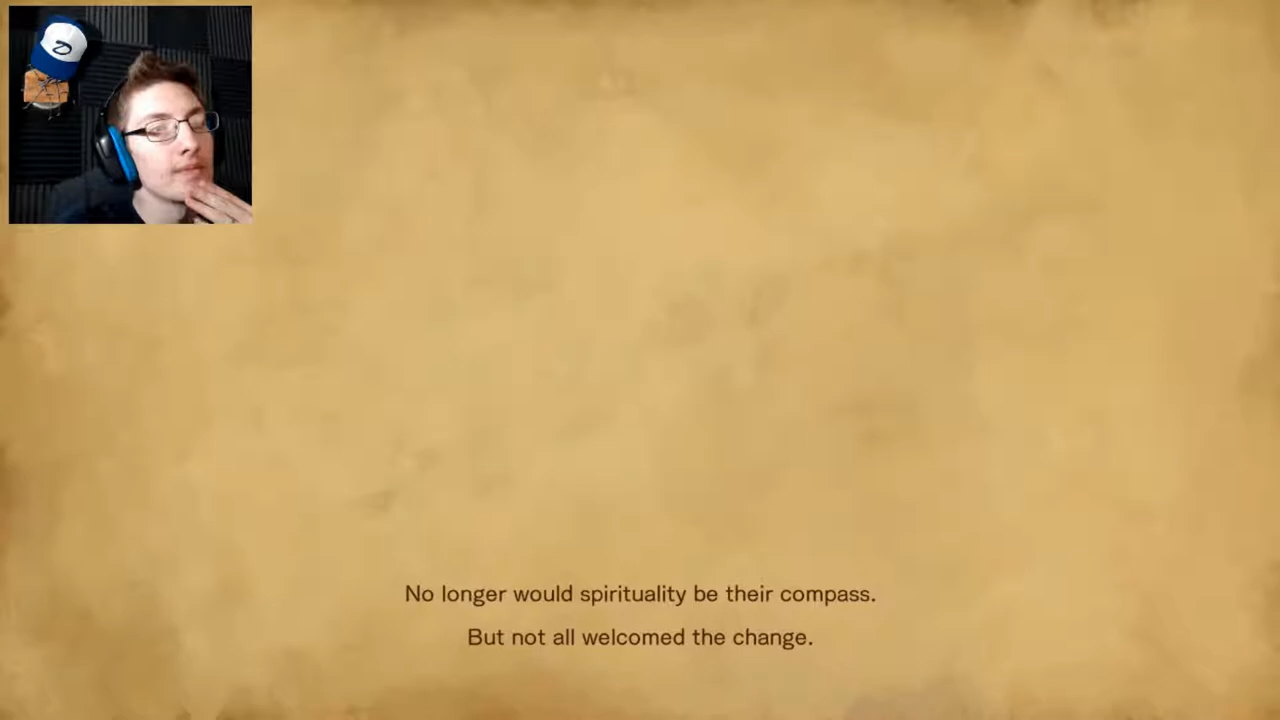 No longer would spirituality be their compass.
But not all welcomed the change.